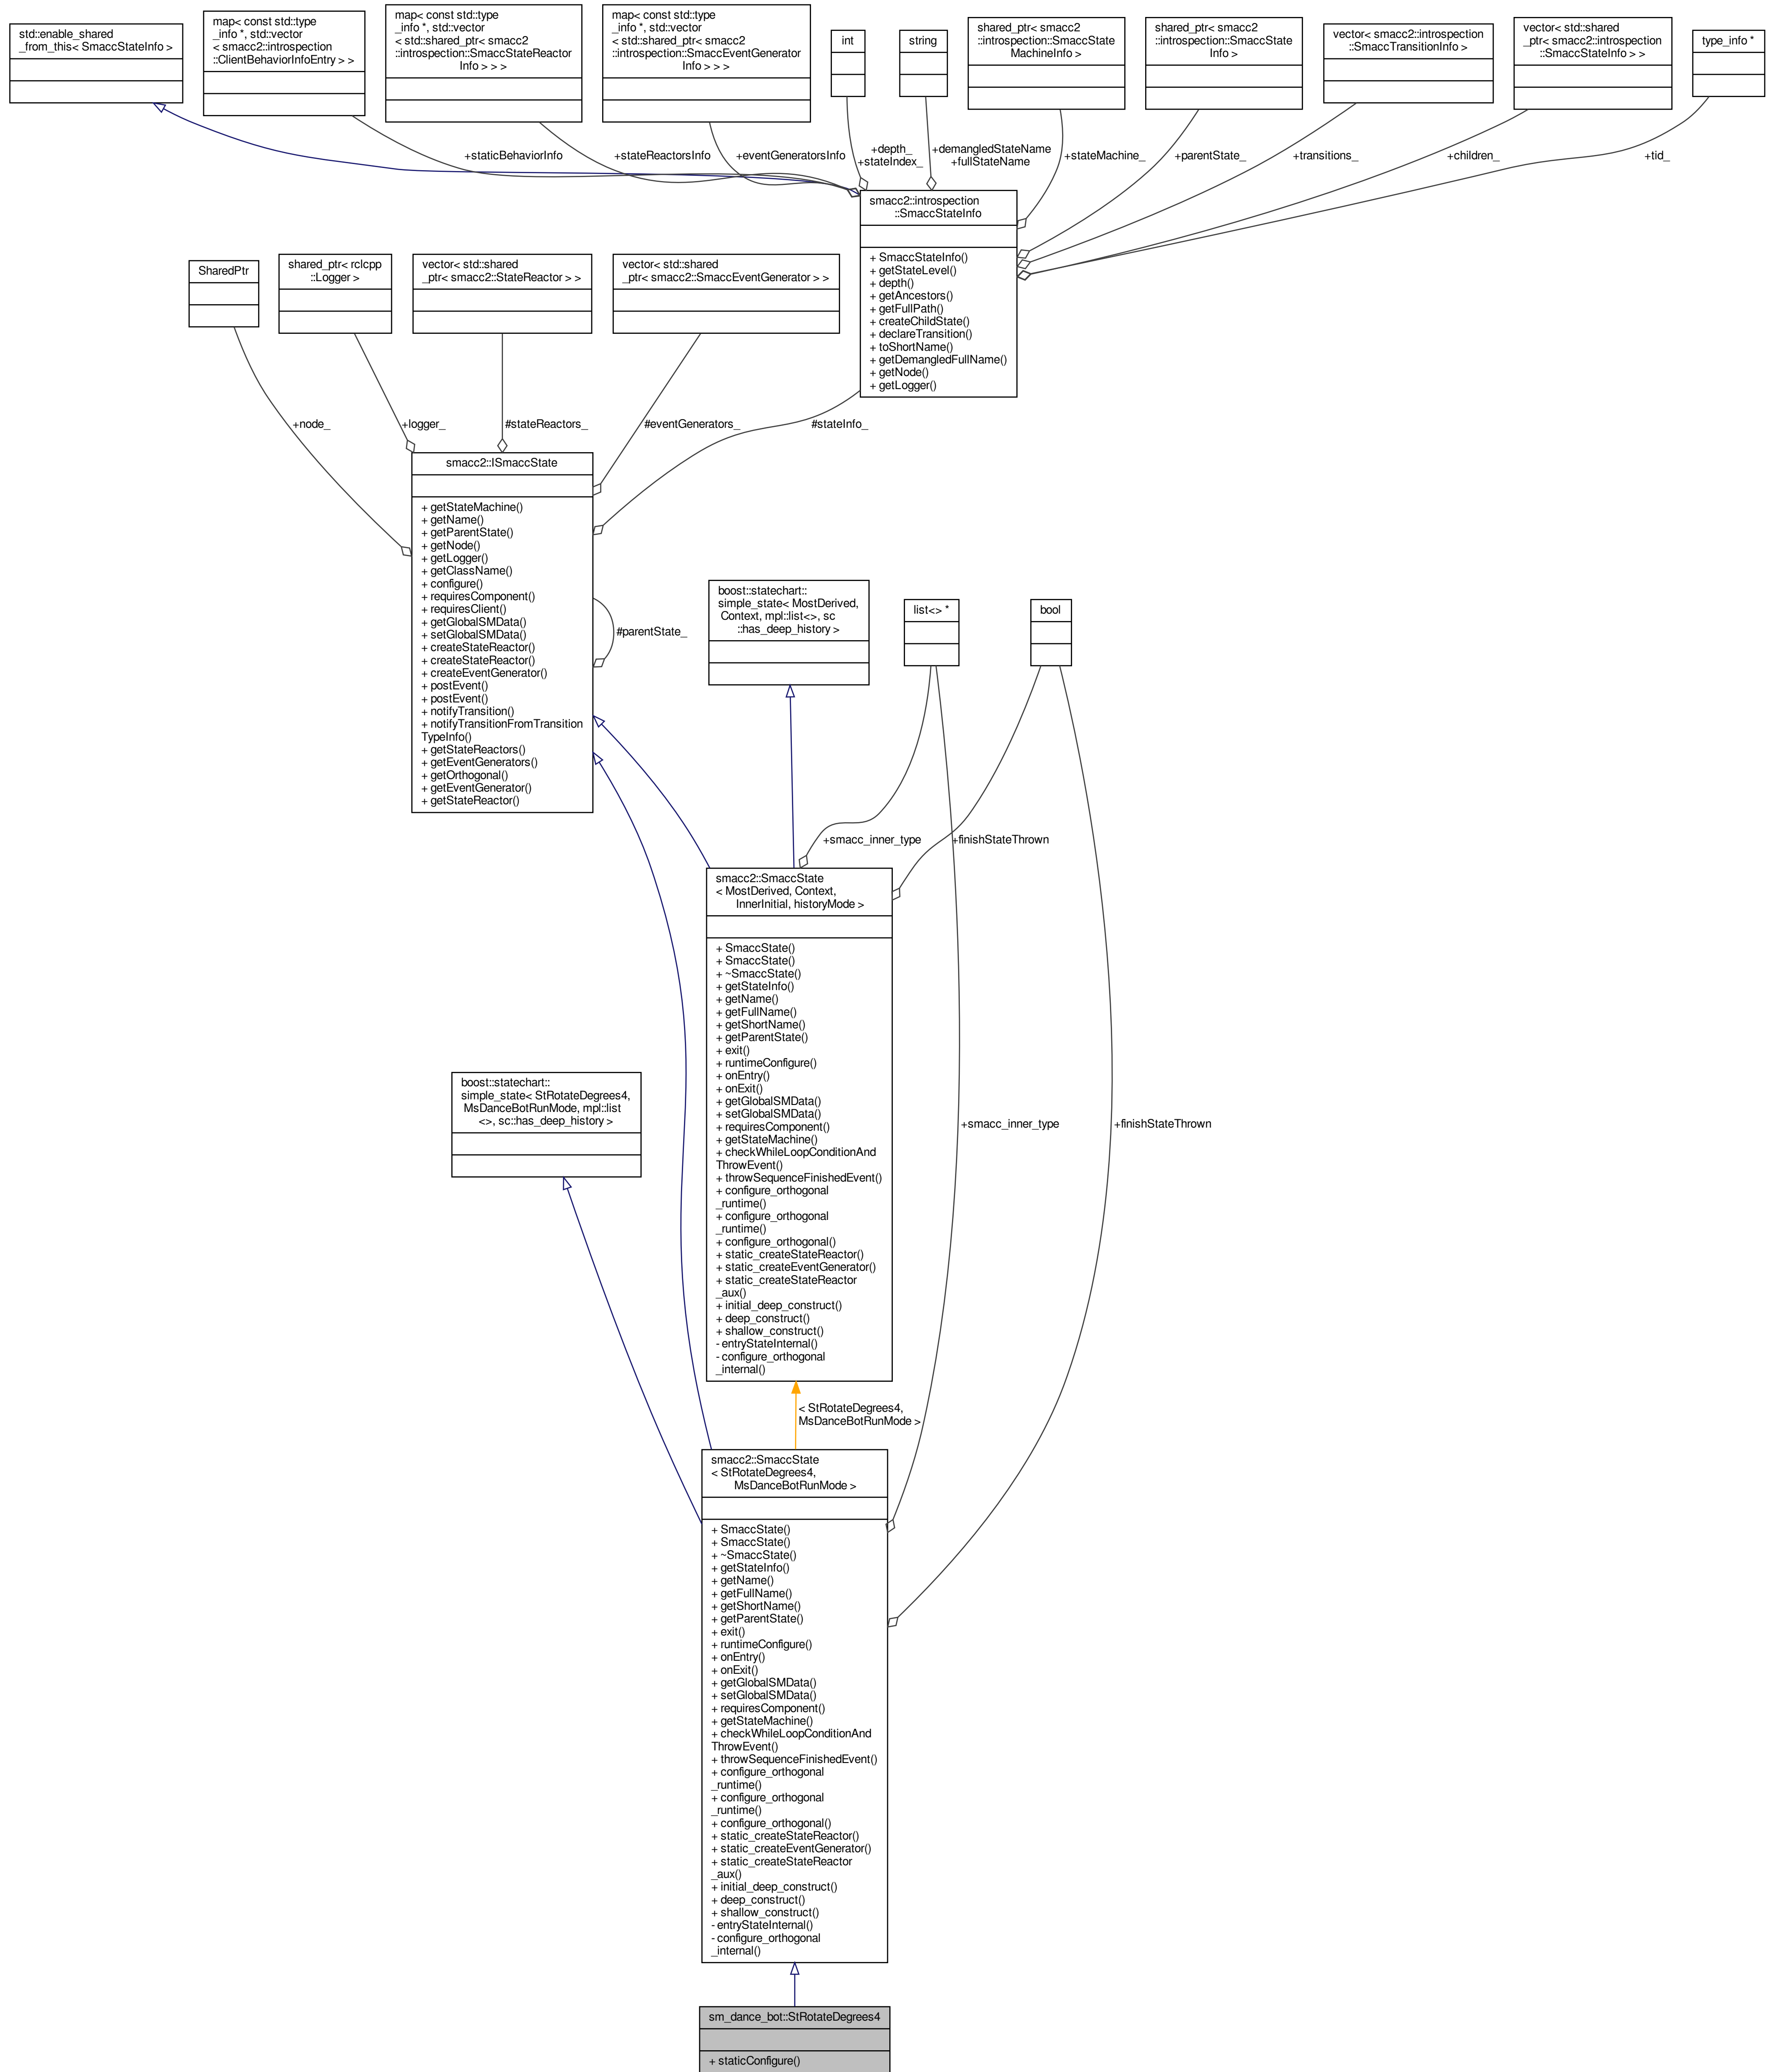 std::enable_shared
_from_this< SmaccStateInfo >
map< const std::type
_info *, std::vector
< smacc2::introspection
::ClientBehaviorInfoEntry > >
map< const std::type
_info *, std::vector
< std::shared_ptr< smacc2
::introspection::SmaccStateReactor
Info > > >
map< const std::type
_info *, std::vector
< std::shared_ptr< smacc2
::introspection::SmaccEventGenerator
Info > > >
int
string
shared_ptr< smacc2
::introspection::SmaccState
MachineInfo >
shared_ptr< smacc2
::introspection::SmaccState
Info >
vector< smacc2::introspection
::SmaccTransitionInfo >
vector< std::shared
_ptr< smacc2::introspection
::SmaccStateInfo > >
type_info *
+staticBehaviorInfo
+stateReactorsInfo
+eventGeneratorsInfo
+depth_
+stateIndex_
+demangledStateName
+fullStateName
+stateMachine_
+parentState_
+transitions_
+children_
+tid_
smacc2::introspection
::SmaccStateInfo
+ SmaccStateInfo()
+ getStateLevel()
+ depth()
+ getAncestors()
+ getFullPath()
+ createChildState()
+ declareTransition()
+ toShortName()
+ getDemangledFullName()
+ getNode()
+ getLogger()
SharedPtr
shared_ptr< rclcpp
::Logger >
vector< std::shared
_ptr< smacc2::StateReactor > >
vector< std::shared
_ptr< smacc2::SmaccEventGenerator > >
+node_
+logger_
#stateReactors_
#eventGenerators_
#stateInfo_
smacc2::ISmaccState
+ getStateMachine()
+ getName()
+ getParentState()
+ getNode()
+ getLogger()
+ getClassName()
+ configure()
+ requiresComponent()
+ requiresClient()
+ getGlobalSMData()
+ setGlobalSMData()
+ createStateReactor()
+ createStateReactor()
+ createEventGenerator()
+ postEvent()
+ postEvent()
+ notifyTransition()
+ notifyTransitionFromTransition
TypeInfo()
+ getStateReactors()
+ getEventGenerators()
+ getOrthogonal()
+ getEventGenerator()
+ getStateReactor()
#parentState_
boost::statechart::
simple_state< MostDerived,
Context, mpl::list<>, sc
::has_deep_history >
list<> *
bool
+smacc_inner_type
+finishStateThrown
smacc2::SmaccState
< MostDerived, Context,
InnerInitial, historyMode >
+ SmaccState()
+ SmaccState()
+ ~SmaccState()
+ getStateInfo()
+ getName()
+ getFullName()
+ getShortName()
+ getParentState()
+ exit()
+ runtimeConfigure()
+ onEntry()
+ onExit()
+ getGlobalSMData()
+ setGlobalSMData()
+ requiresComponent()
+ getStateMachine()
+ checkWhileLoopConditionAnd
ThrowEvent()
+ throwSequenceFinishedEvent()
+ configure_orthogonal
_runtime()
+ configure_orthogonal
_runtime()
+ configure_orthogonal()
+ static_createStateReactor()
+ static_createEventGenerator()
+ static_createStateReactor
_aux()
+ initial_deep_construct()
+ deep_construct()
+ shallow_construct()
- entryStateInternal()
- configure_orthogonal
_internal()
boost::statechart::
simple_state< StRotateDegrees4,
MsDanceBotRunMode, mpl::list
<>, sc::has_deep_history >
+smacc_inner_type
+finishStateThrown
< StRotateDegrees4,
MsDanceBotRunMode >
smacc2::SmaccState
< StRotateDegrees4,
MsDanceBotRunMode >
+ SmaccState()
+ SmaccState()
+ ~SmaccState()
+ getStateInfo()
+ getName()
+ getFullName()
+ getShortName()
+ getParentState()
+ exit()
+ runtimeConfigure()
+ onEntry()
+ onExit()
+ getGlobalSMData()
+ setGlobalSMData()
+ requiresComponent()
+ getStateMachine()
+ checkWhileLoopConditionAnd
ThrowEvent()
+ throwSequenceFinishedEvent()
+ configure_orthogonal
_runtime()
+ configure_orthogonal
_runtime()
+ configure_orthogonal()
+ static_createStateReactor()
+ static_createEventGenerator()
+ static_createStateReactor
_aux()
+ initial_deep_construct()
+ deep_construct()
+ shallow_construct()
- entryStateInternal()
- configure_orthogonal
_internal()
sm_dance_bot::StRotateDegrees4
+ staticConfigure()